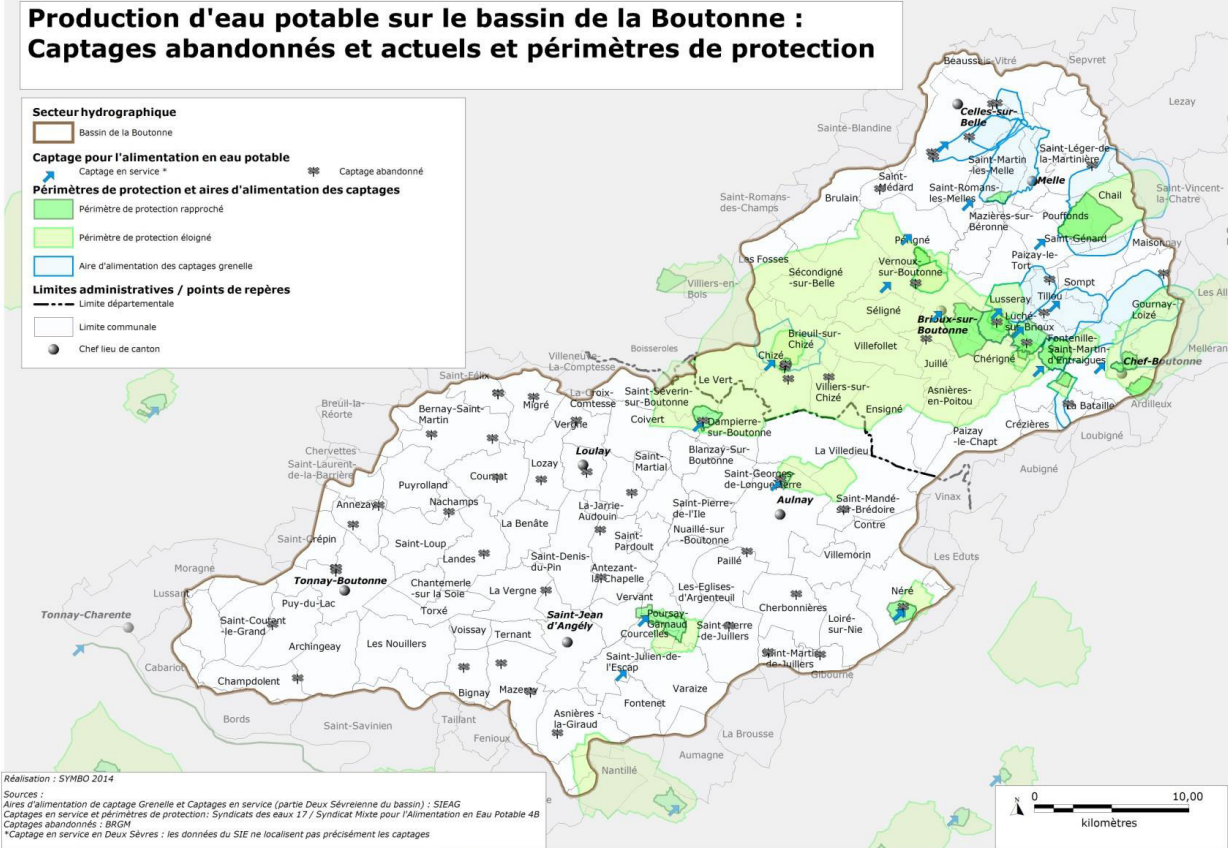 Production d'eau potable sur le bassin de la Boutonne :
Captages abandonnés et actuels et périmètres de protection
Secteur hydrographique
Bassin de la Boutonne
Captage pour l'alimentation en eau potable
Captage en service *
Captage abandonné
Périmètres de protection et aires d'alimentation des captages
Périmètre de protection rapproché
Périmètre de protection éloigné
Aire d'alimentation des captages grenelle
Limites administratives / points de repères
Limite départementale
Limite communale
Chef lieu de canton
Beaussais-Vitré
Sepvret
Lezay
Celles-sur-
Belle
Sainte-Blandine
Saint-Martin
-les-Melle
Saint-Léger-de
la-Martinière
Melle
Saint-
Médard
Brulain
Saint-Romans-
les-Melles
Saint-Romans-
des-Champs
Chail
Saint-Vincent-
la-Chatre
Mazières-sur-
Béronne
Pouffonds
Saint-Génard
Maisonnay
Périgné
Les Fosses
Vernoux-
sur-Boutonne
Paizay-le-
Tort
Sompt
Sécondigné
-sur-Belle
Villiers-en-
Bois
Lusseray
Tillou
Gournay-
Loizé
Les All
Séligné
Brioux-sur-
Boutonne
Luché-
sur-Brioux
Brieuil-sur-
Chizé
Villefollet
Fontenille-
Saint-Martin-
d'Entraigues
Chizé
Juillé
Chérigné
Chef-Boutonne
Melleran
Boisseroles
Villeneuve-
La-Comptesse
Le Vert
Villiers-sur-
Chizé
Asnières-
en-Poitou
Ensigné
La Bataille
Ardilleux
Crézières
Loubigné
Paizay
-le-Chapt
Aubigné
Saint-Félix
La-Croix-
Comtesse
Saint-Séverin-
sur-Boutonne
Coivert
Dampierre-
sur-Boutonne
Breuil-la-
Réorte
Bernay-Saint-
Martin
Migré
Vergné
Chervettes
Saint-Laurent-
de-la-Barrière
Loulay
Blanzay-Sur-
Boutonne
La Villedieu
Courant
Lozay
Saint-
Martial
Saint-Georges-
de-Longuepierre
Aulnay
Puyrolland
Nachamps
Annezay
La-Jarrie-
Audouin
Saint-Pierre-
de-l'Ile
Saint-Mandé-
sur-Brédoire
Contre
Vinax
La Benâte
Nuaillé-sur
-Boutonne
Saint-Crépin
Saint-Loup
Landes
Saint-Denis-
du-Pin
Saint-
Pardoult
Paillé
Villemorin
Les Eduts
Moragne
Tonnay-Boutonne
Chantemerle
-sur la Soie
Antezant-
la-Chapelle
Lussant
Puy-du-Lac
Torxé
La Vergne
Vervant
Les-Eglises-
d'Argenteuil
Cherbonnières
Néré
Tonnay-Charente
Saint-Coutant
-le-Grand
Saint-Jean
d'Angély
Poursay-
Garnaud
Courcelles
Saint-Pierre
-de-Juillers
Loiré-
sur-Nie
Archingeay
Les Nouillers
Voissay
Ternant
Saint-Julien-de-
l'Escap
Saint-Martin
-de-Juillers
Gibourne
Cabariot
Champdolent
Bignay
Mazeray
Varaize
Fontenet
Bords
Saint-Savinien
Taillant
Fenioux
Asnières -
la-Giraud
La Brousse
Aumagne
Nantillé
Réalisation : SYMBO 2014
Sources :
Aires d'alimentation de captage Grenelle et Captages en service (partie Deux Sévreienne du bassin) : SIEAG
Captages en service et périmètres de protection: Syndicats des eaux 17 / Syndicat Mixte pour l'Alimentation en Eau Potable 4B
Captages abandonnés : BRGM
*Captage en service en Deux Sèvres : les données du SIE ne localisent pas précisément les captages
N
0 10,00
kilomètres